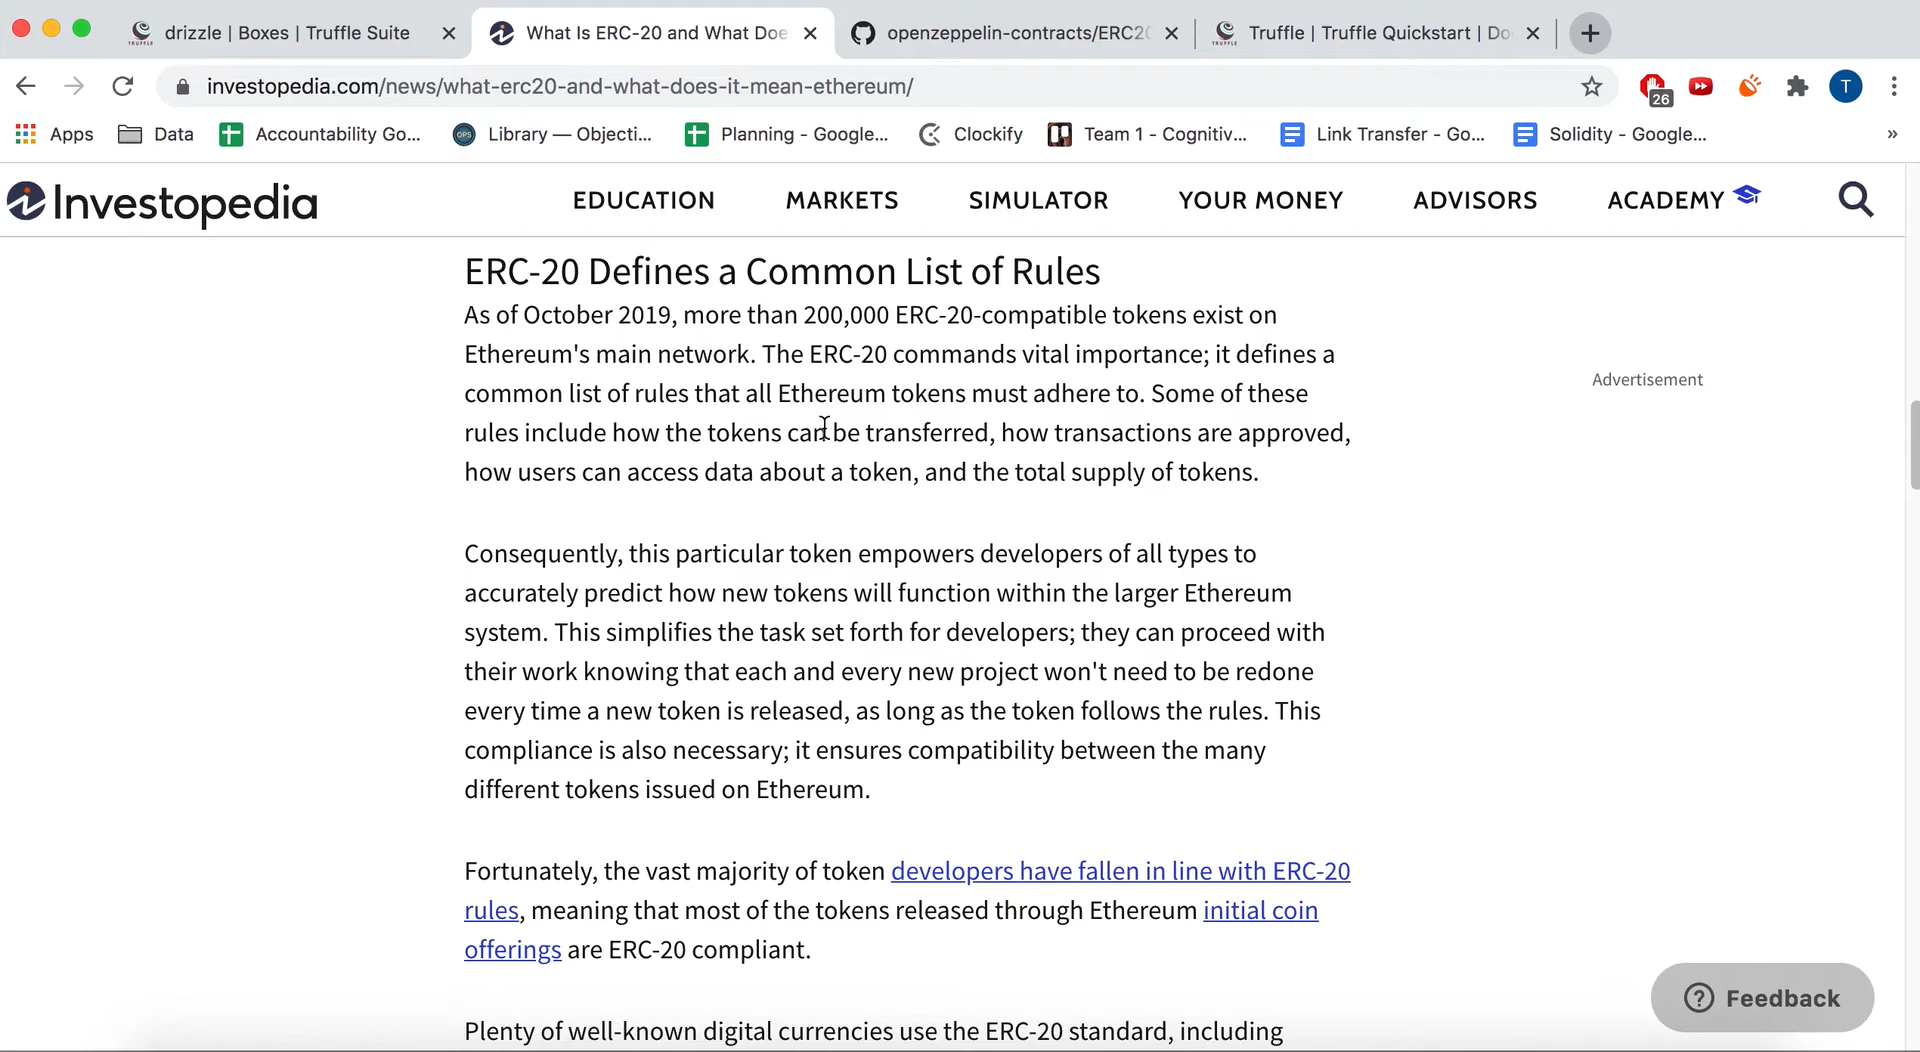 drizzle | Boxes | Truffle Suite
What Is ERC-20 and What Doe
openzeppelin-contracts/ERC20
Truffle | Truffle Quickstart | Do
investopedia.com/news/what-erc20-and-what-does-it-mean-ethereum/
26
T
Apps
Data
Accountability Go...
OPS
Library — Objecti...
Planning - Google...
Clockify
Team 1 - Cognitiv...
Link Transfer - Go...
Solidity - Google...
»
Investopedia
EDUCATION
MARKETS
SIMULATOR
YOUR MONEY
ADVISORS
ACADEMY
ERC-20 Defines a Common List of Rules
As of October 2019, more than 200,000 ERC-20-compatible tokens exist on
Ethereum's main network. The ERC-20 commands vital importance; it defines a
common list of rules that all Ethereum tokens must adhere to. Some of these
rules include how the tokens can be transferred, how transactions are approved,
how users can access data about a token, and the total supply of tokens.
Advertisement
Consequently, this particular token empowers developers of all types to
accurately predict how new tokens will function within the larger Ethereum
system. This simplifies the task set forth for developers; they can proceed with
their work knowing that each and every new project won't need to be redone
every time a new token is released, as long as the token follows the rules. This
compliance is also necessary; it ensures compatibility between the many
different tokens issued on Ethereum.
Fortunately, the vast majority of token developers have fallen in line with ERC-20
rules, meaning that most of the tokens released through Ethereum initial coin
offerings are ERC-20 compliant.
Feedback
Plenty of well-known digital currencies use the ERC-20 standard, including